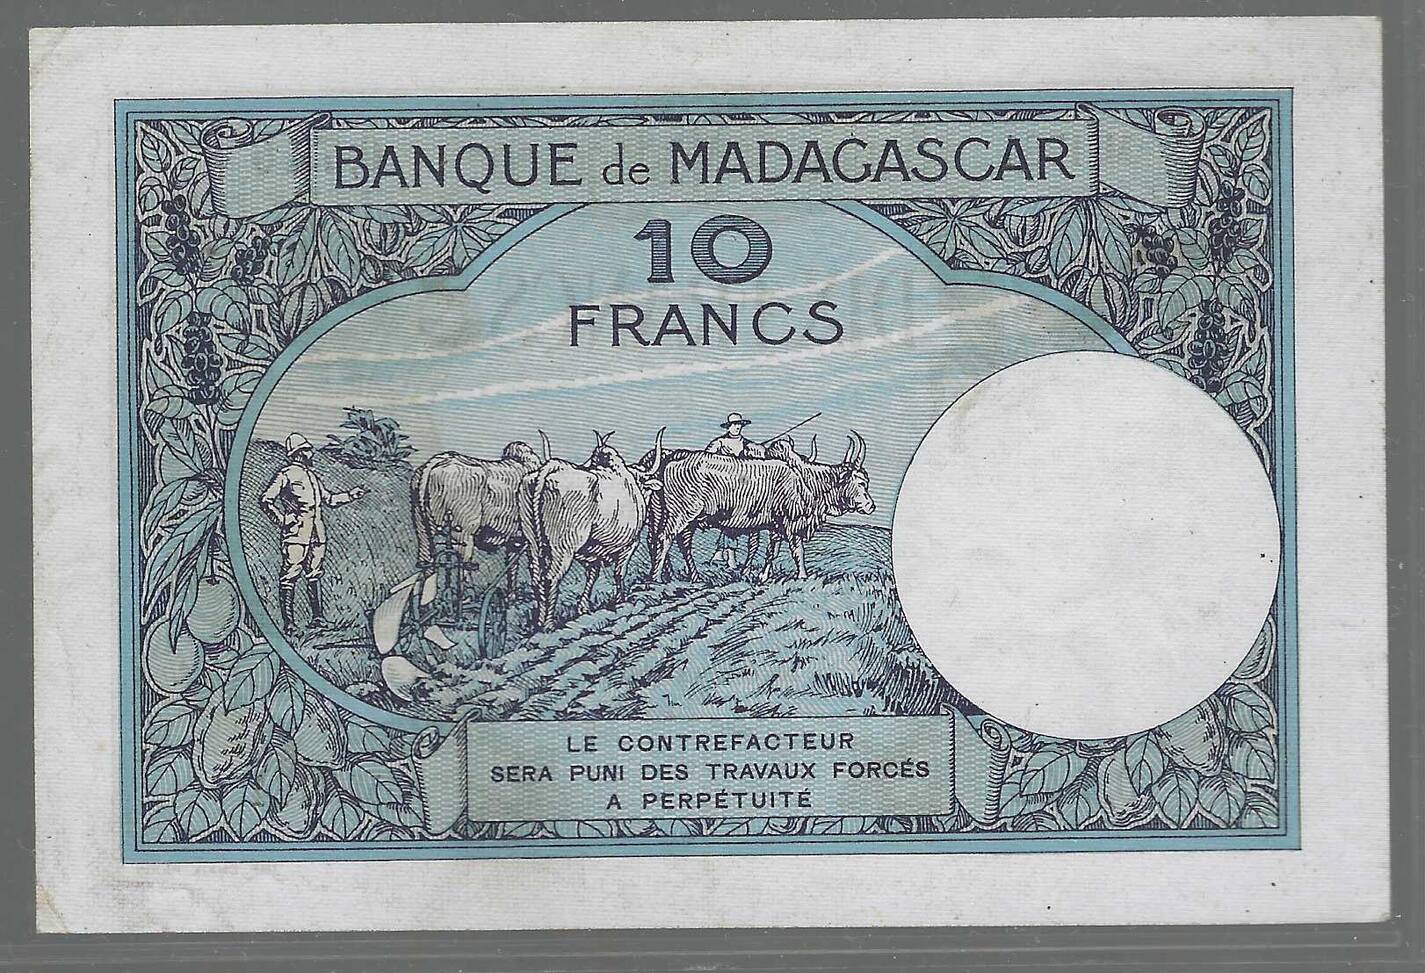 BANQUE de MADAGASCAR
10
FRANCS
LE CONTREFACTEUR
SERA PUNI DES TRAVAUX FORCÉS
A PERPÉTUITÉ